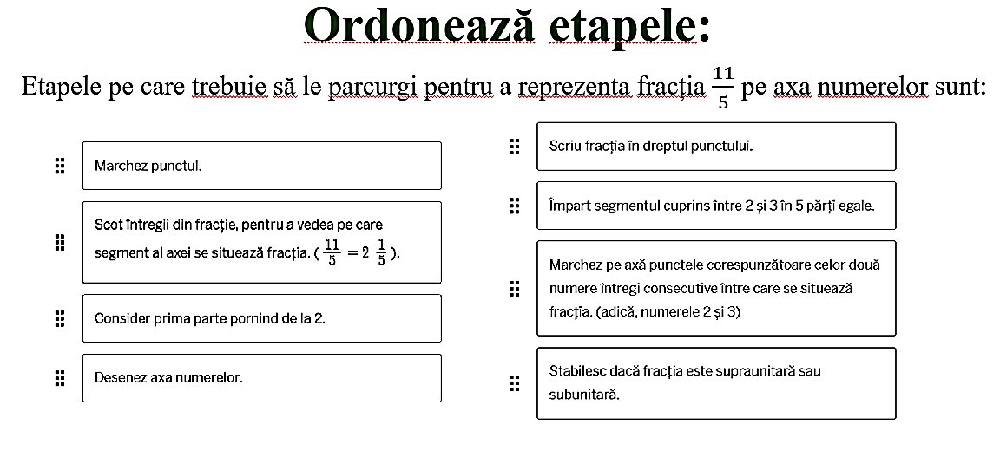 Ordonează etapele:
Etapele pe care trebuie să le parcurgi pentru a reprezenta fracția 11/5 pe axa numerelor sunt:
Marchez punctul.
Scot întregii din fracție, pentru a vedea pe care
segment al axei se situează fracția. ( 11/5 = 2 1/5 ).
Consider prima parte pornind de la 2.
Desenez axa numerelor.
Scriu fracția în dreptul punctului.
Împart segmentul cuprins între 2 și 3 în 5 părți egale.
Marchez pe axă punctele corespunzătoare celor două
numere întregi consecutive între care se situează
fracția. (adică, numerele 2 și 3)
Stabilesc dacă fracția este supraunitară sau
subunitară.